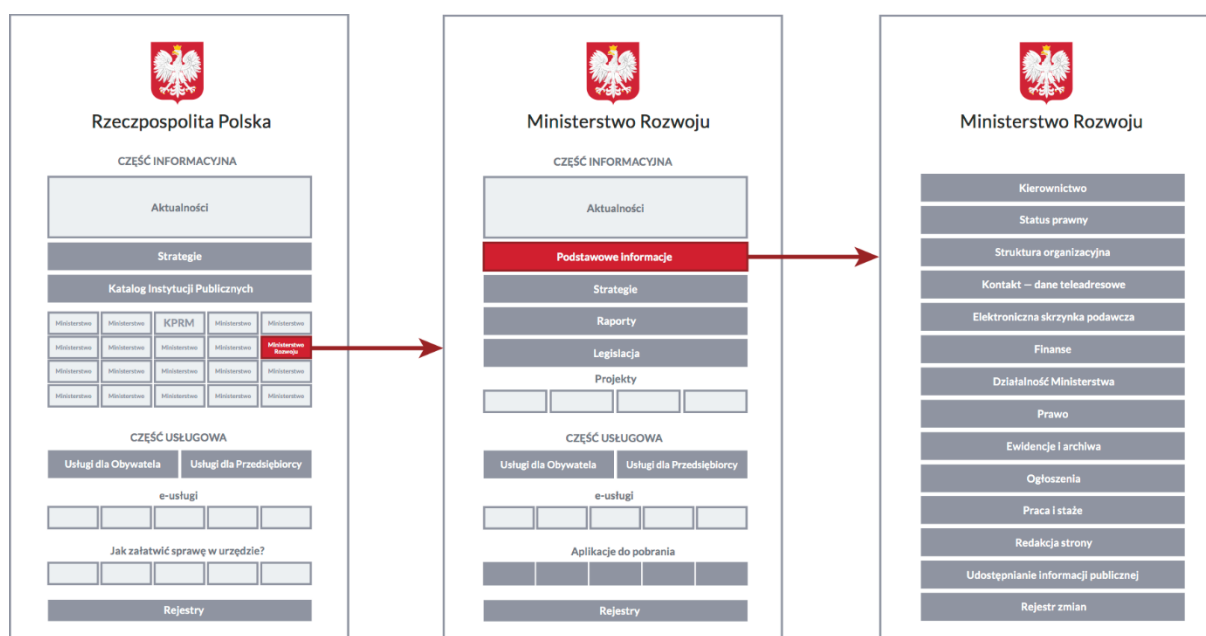 Rzeczpospolita Polska
CZĘŚĆ INFORMACYJNA
Aktualności
Strategie
Katalog Instytucji Publicznych
Ministerstwo Ministerstwo KPRM Ministerstwo Ministerstwo
Ministerstwo Ministerstwo Ministerstwo Ministerstwo Ministerstwo
Rozwoju
Ministerstwo Ministerstwo Ministerstwo Ministerstwo Ministerstwo
Ministerstwo Ministerstwo Ministerstwo Ministerstwo Ministerstwo
CZĘŚĆ USŁUGOWA
Usługi dla Obywatela Usługi dla Przedsiębiorcy
e-usługi
Jak załatwić sprawę w urzędzie?
Rejestry
Ministerstwo Rozwoju
CZĘŚĆ INFORMACYJNA
Aktualności
Podstawowe informacje
Strategie
Raporty
Legislacja
Projekty
CZĘŚĆ USŁUGOWA
Usługi dla Obywatela Usługi dla Przedsiębiorcy
e-usługi
Aplikacje do pobrania
Rejestry
Ministerstwo Rozwoju
Kierownictwo
Status prawny
Struktura organizacyjna
Kontakt — dane teleadresowe
Elektroniczna skrzynka podawcza
Finanse
Działalność Ministerstwa
Prawo
Ewidencje i archiwa
Ogłoszenia
Praca i staże
Redakcja strony
Udostępnianie informacji publicznej
Rejestr zmian